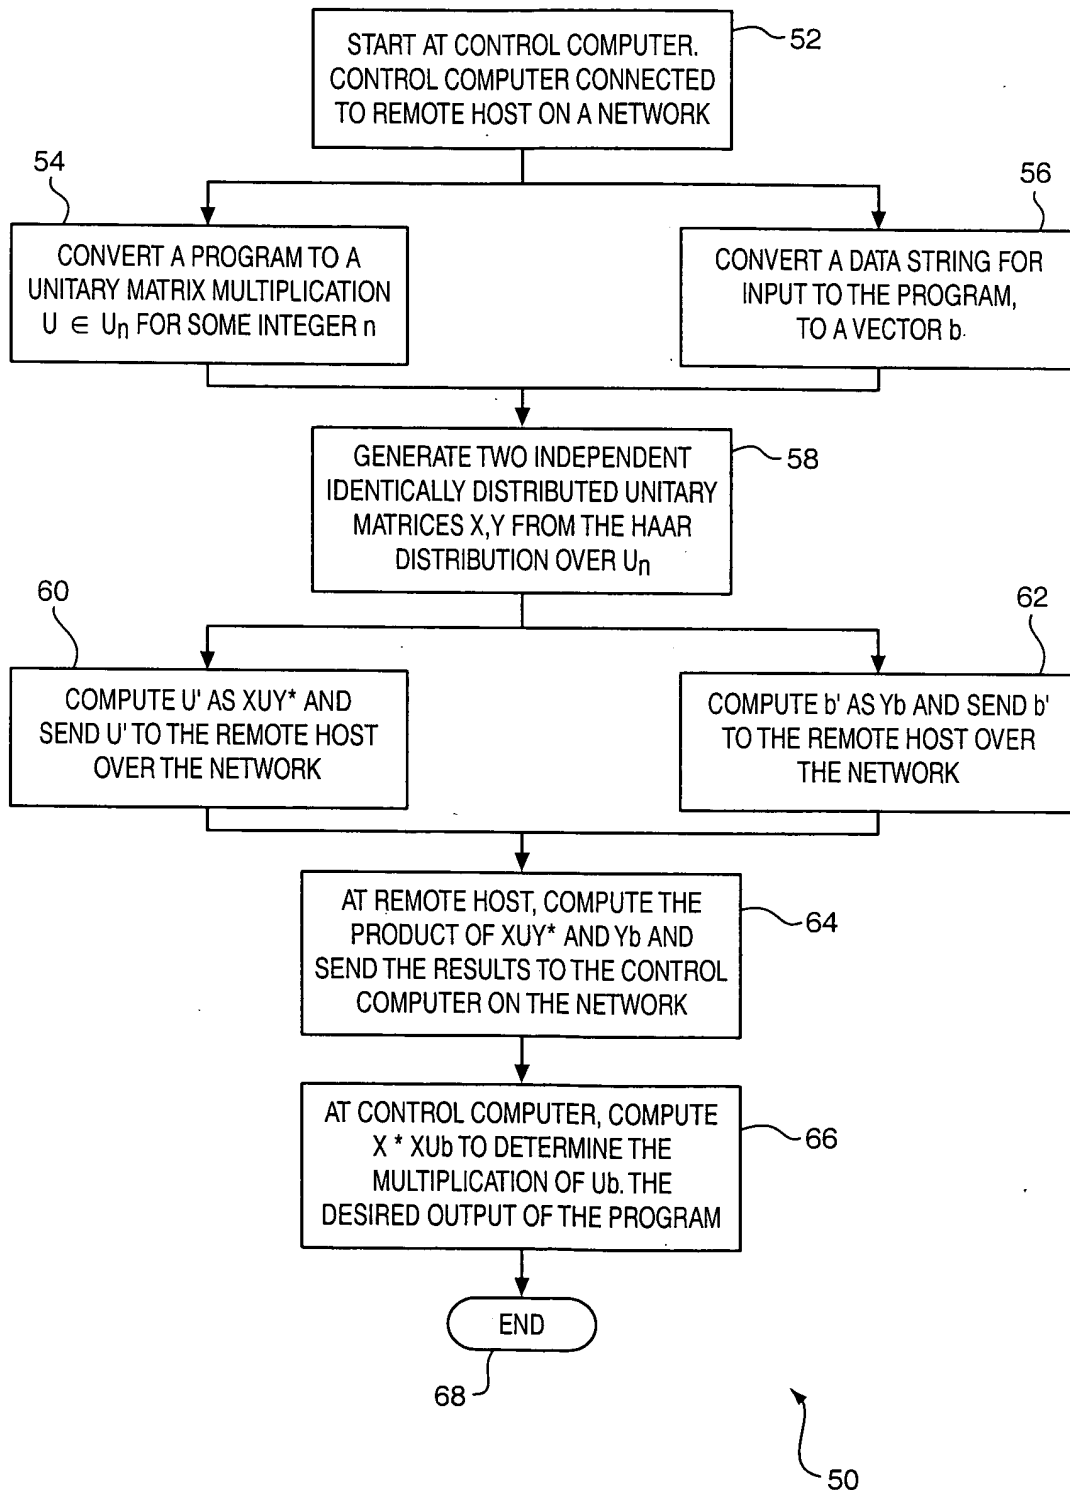 START AT CONTROL COMPUTER.
CONTROL COMPUTER CONNECTED
TO REMOTE HOST ON A NETWORK
52
54
CONVERT A PROGRAM TO A
UNITARY MATRIX MULTIPLICATION
U ∈ Un FOR SOME INTEGER n
56
CONVERT A DATA STRING FOR
INPUT TO THE PROGRAM,
TO A VECTOR b.
GENERATE TWO INDEPENDENT
IDENTICALLY DISTRIBUTED UNITARY
MATRICES X,Y FROM THE HAAR
DISTRIBUTION OVER Un
58
60
COMPUTE U' AS XUY* AND
SEND U' TO THE REMOTE HOST
OVER THE NETWORK
62
COMPUTE b' AS Yb AND SEND b'
TO THE REMOTE HOST OVER
THE NETWORK
AT REMOTE HOST, COMPUTE THE
PRODUCT OF XUY* AND Yb AND
SEND THE RESULTS TO THE CONTROL
COMPUTER ON THE NETWORK
64
AT CONTROL COMPUTER, COMPUTE
X * XUb TO DETERMINE THE
MULTIPLICATION OF Ub. THE
DESIRED OUTPUT OF THE PROGRAM
66
END
68
50